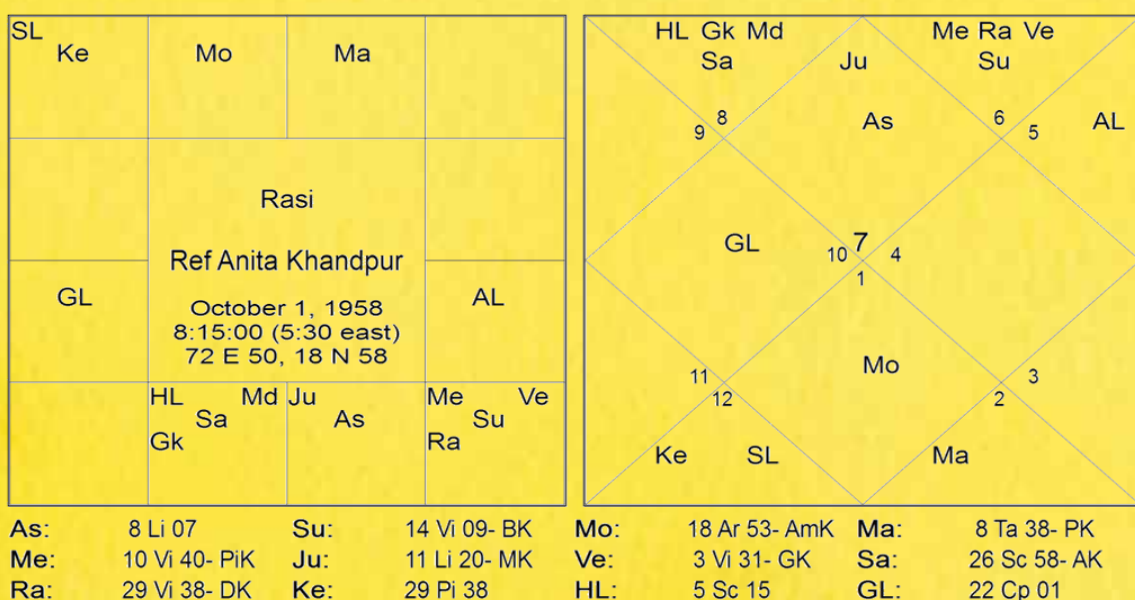 SL
Ke Mo Ma
Rasi
Ref Anita Khandpur
October 1, 1958
8:15:00 (5:30 east)
72 E 50, 18 N 58
GL AL
HL Md Ju Me Ve
Sa As Su
Gk Ra
HL Gk Md Me Ra Ve
Sa Ju Su
As AL
8 6
9 5
GL 7
10 4
1
Mo
11 3
12 2
Ke SL Ma
As: 8 Li 07 Su: 14 Vi 09- BK Mo: 18 Ar 53- AmK Ma: 8 Ta 38- PK
Me: 10 Vi 40- PiK Ju: 11 Li 20- MK Ve: 3 Vi 31- GK Sa: 26 Sc 58- AK
Ra: 29 Vi 38- DK Ke: 29 Pi 38 HL: 5 Sc 15 GL: 22 Cp 01